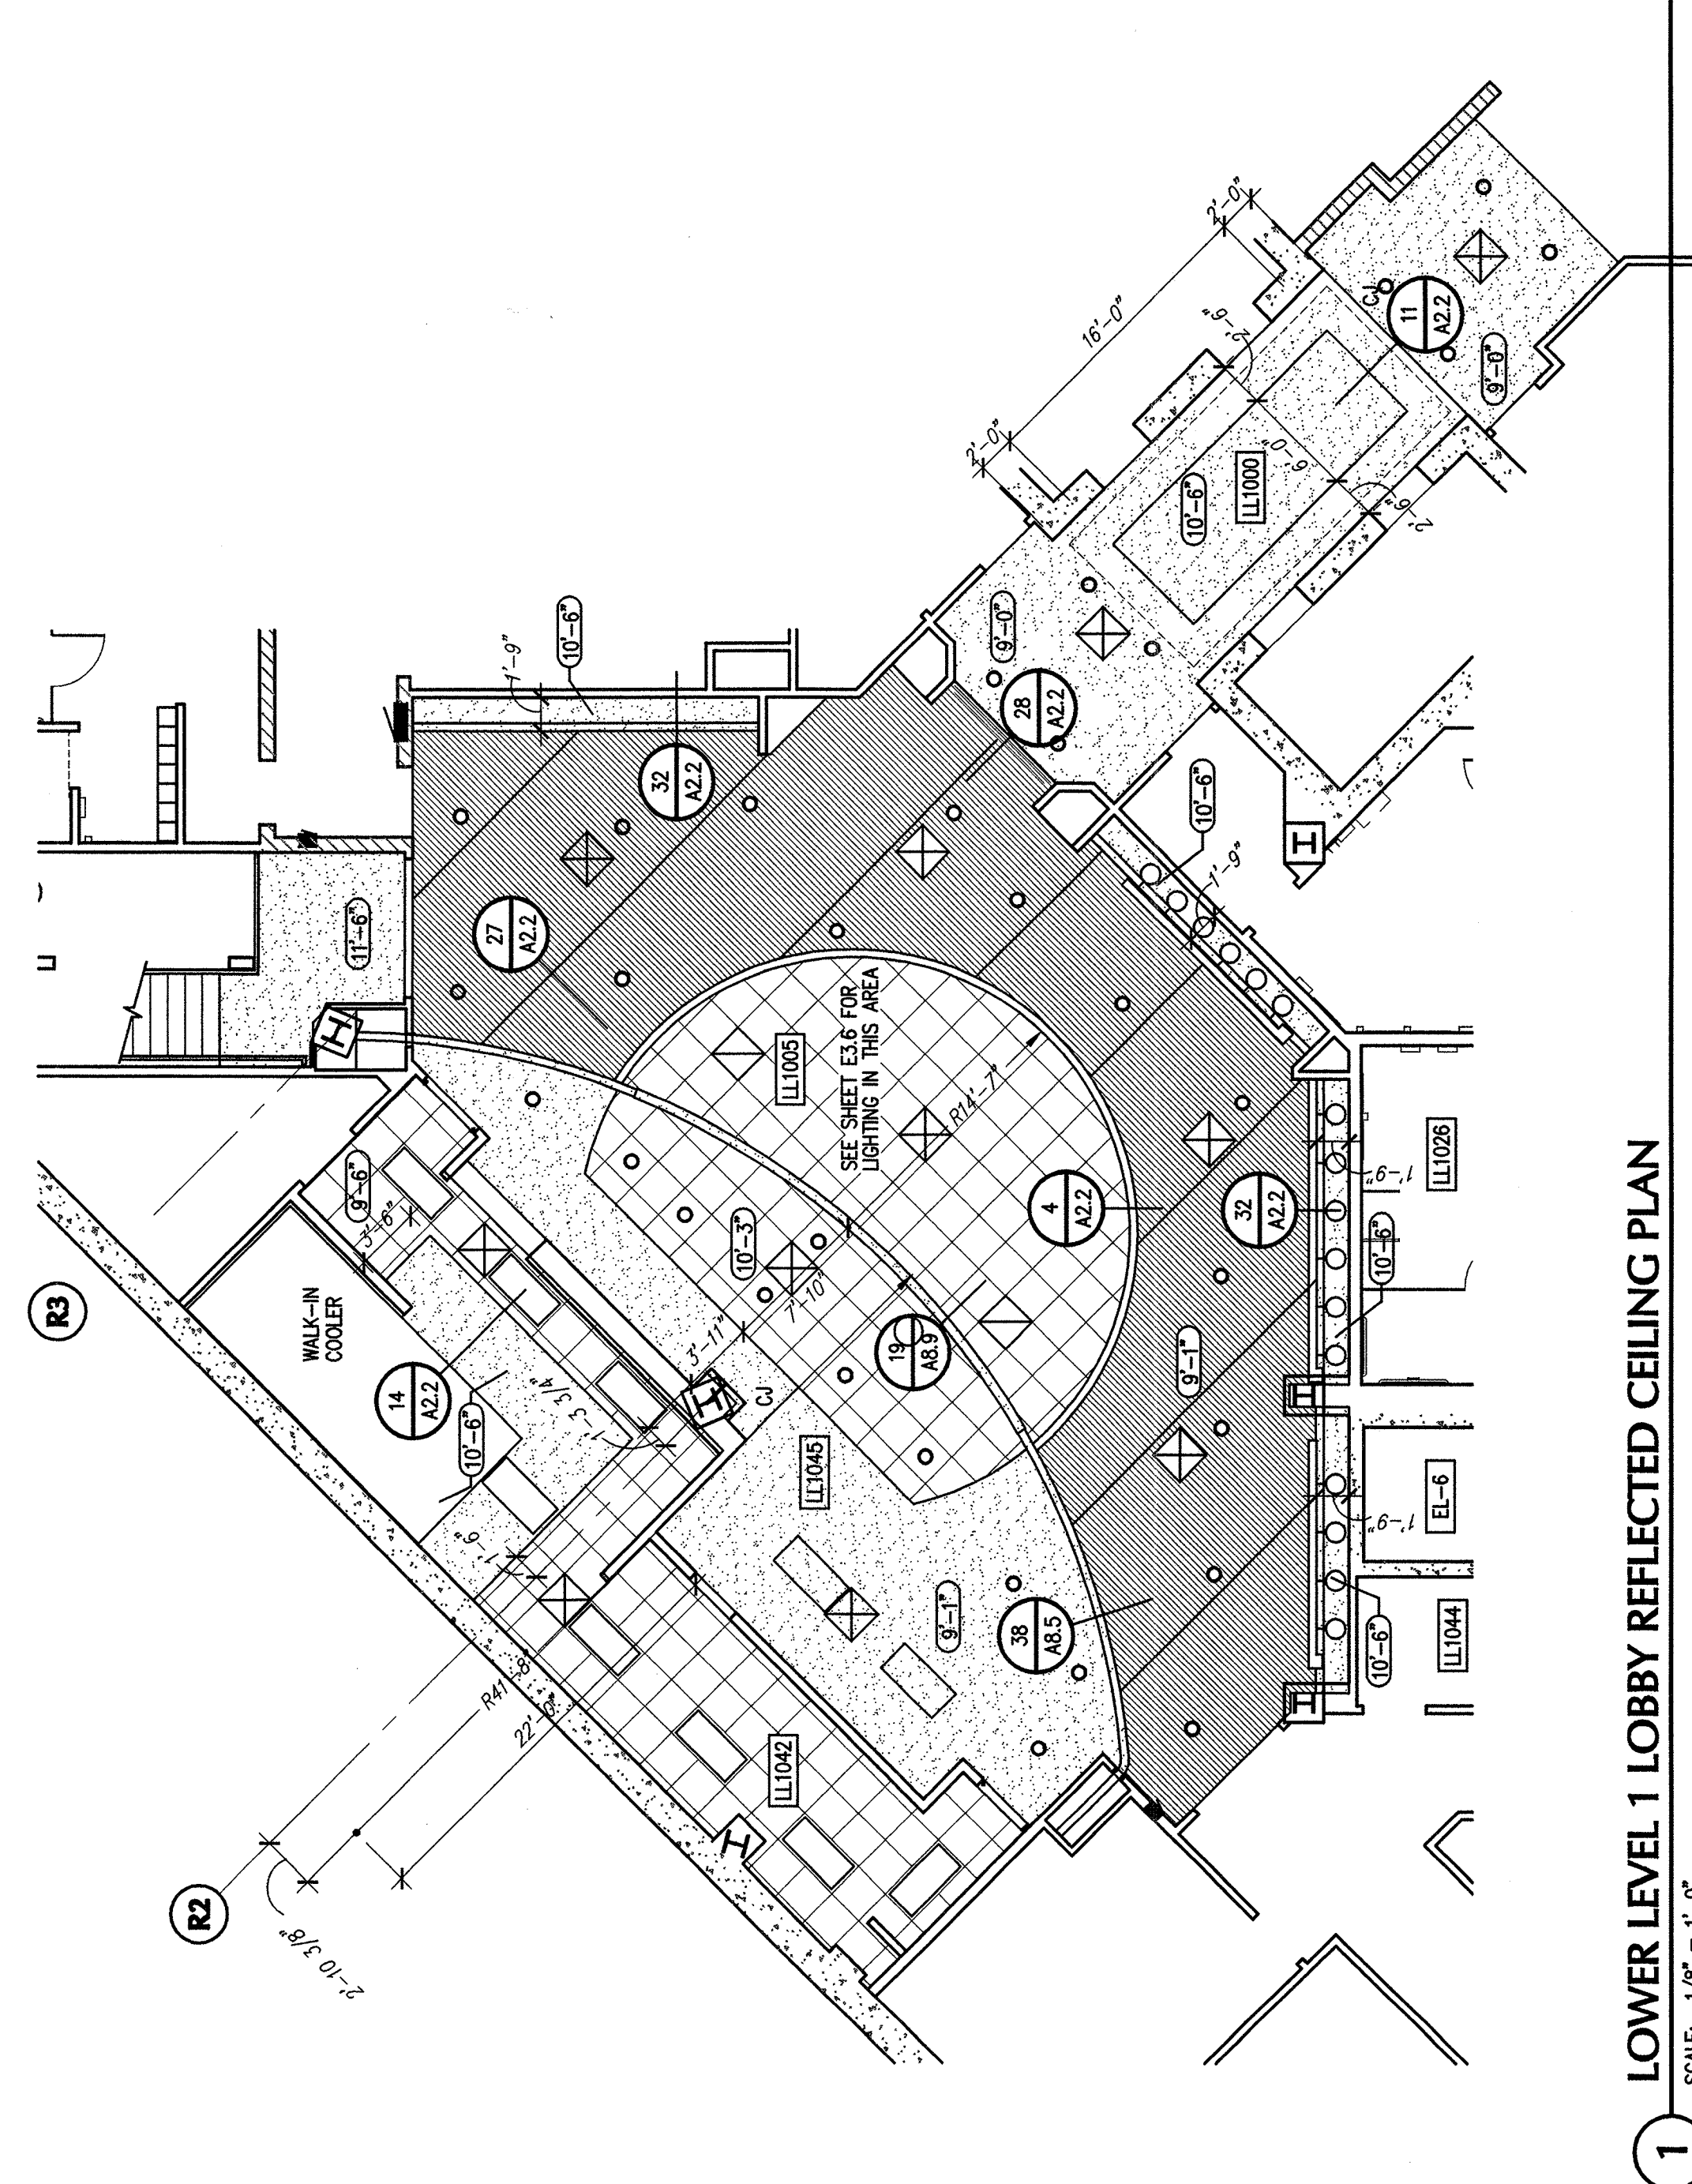 R3
R2
2'-10 3/8"
R41'-8"
22'-0"
WALK-IN
COOLER
14
A2.2
10'-6"
9'-6"
3'-6"
1'-3 3/4"
1'-6"
11'-6"
27
A2.2
32
A2.2
1'-9"
10'-6"
LL1005
SEE SHEET E3.6 FOR
LIGHTING IN THIS AREA
R14'-7"
10'-3"
7'-10"
3'-11"
CJ
19
A8.9
LL1045
LL1042
9'-1"
38
A8.5
4
A2.2
32
A2.2
9'-1"
28
A2.2
9'-0"
2'-0"
16'-0"
2'-0"
2'-6"
6'-0"
2'-6"
10'-6"
LL1000
CJ
11
A2.2
9'-0"
10'-6"
1'-9"
1'-9"
10'-6"
LL1026
1'-9"
EL-6
10'-6"
LL1044
1
LOWER LEVEL 1 LOBBY REFLECTED CEILING PLAN
SCALE: 1/8" = 1'-0"